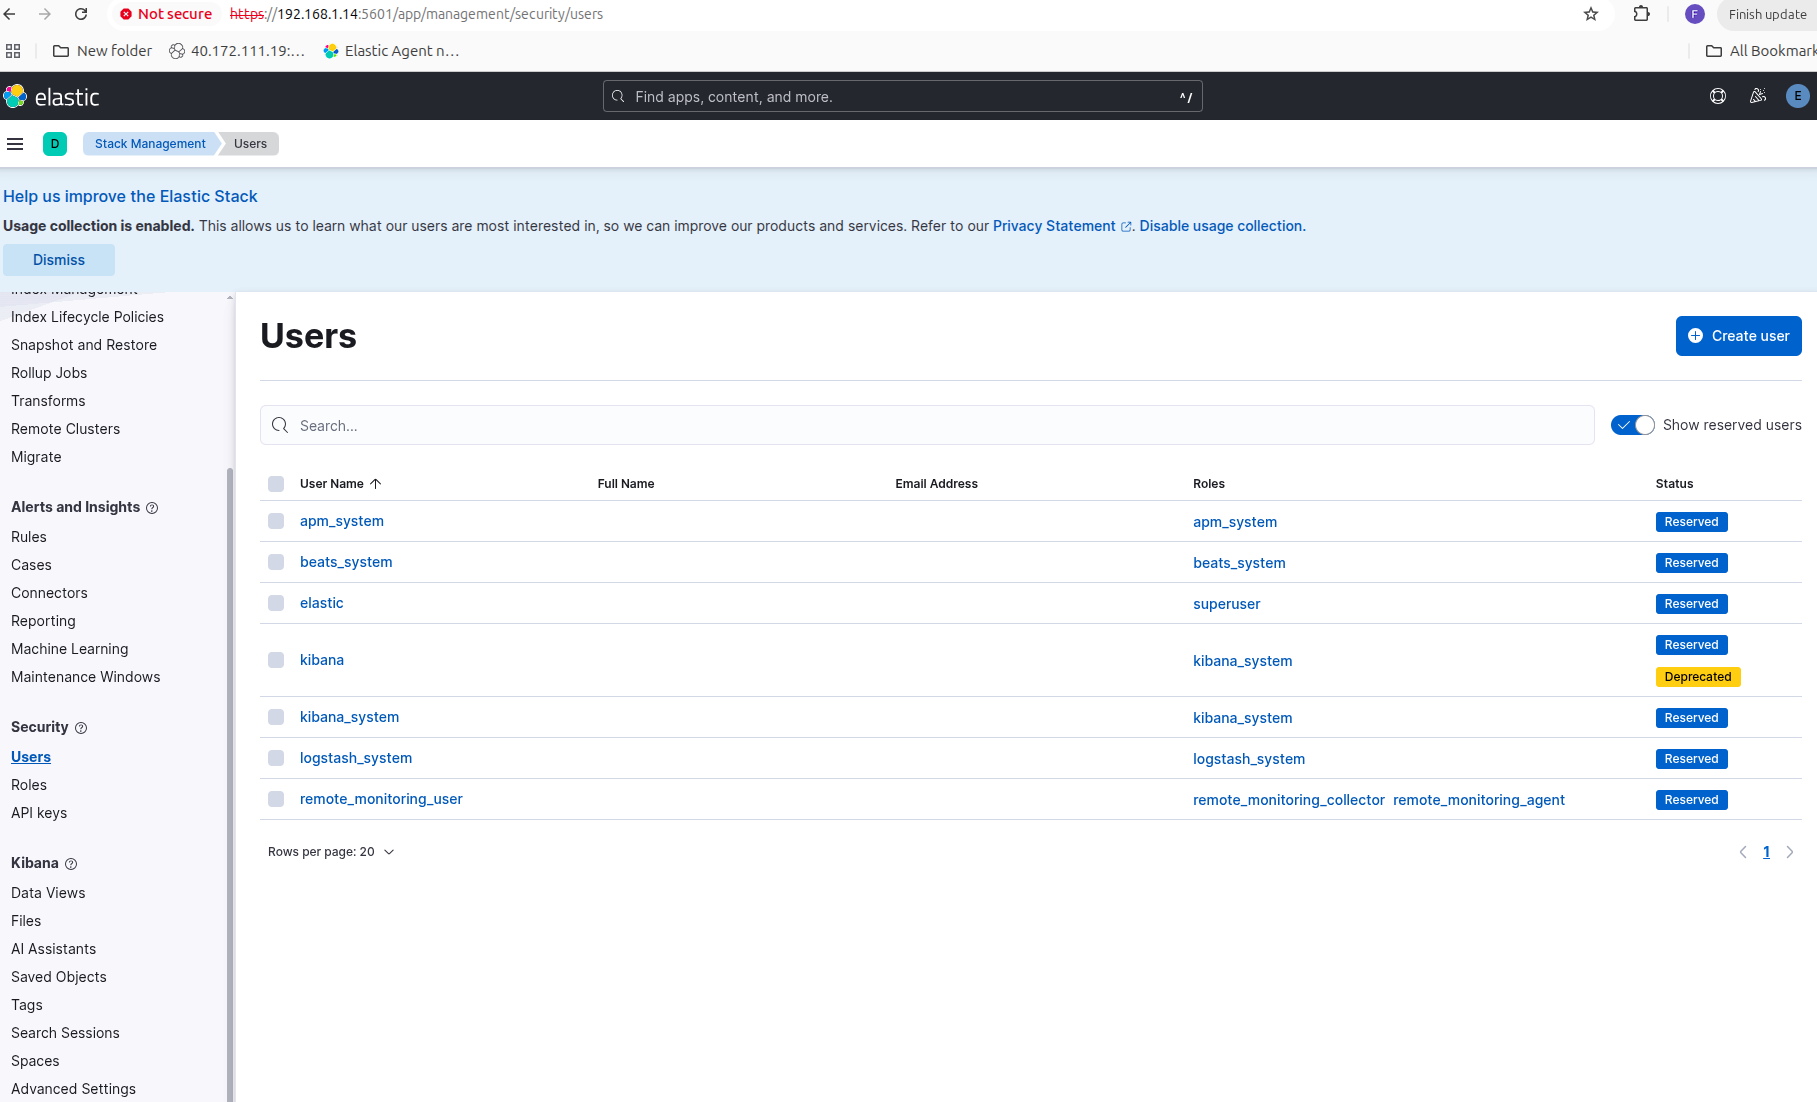 Not secure https://192.168.1.14:5601/app/management/security/users F Finish update
New folder 40.172.111.19:... Elastic Agent n... All Bookmark
elastic Find apps, content, and more. ^/ E
D Stack Management Users
Help us improve the Elastic Stack
Usage collection is enabled. This allows us to learn what our users are most interested in, so we can improve our products and services. Refer to our Privacy Statement. Disable usage collection.
Dismiss
Index Management
Index Lifecycle Policies
Snapshot and Restore
Rollup Jobs
Transforms
Remote Clusters
Migrate
Alerts and Insights
Rules
Cases
Connectors
Reporting
Machine Learning
Maintenance Windows
Security
Users
Roles
API keys
Kibana
Data Views
Files
AI Assistants
Saved Objects
Tags
Search Sessions
Spaces
Advanced Settings
Users
Create user
Search... Show reserved users
User Name Full Name Email Address Roles Status
apm_system apm_system Reserved
beats_system beats_system Reserved
elastic superuser Reserved
kibana kibana_system Reserved
Deprecated
kibana_system kibana_system Reserved
logstash_system logstash_system Reserved
remote_monitoring_user remote_monitoring_collector remote_monitoring_agent Reserved
Rows per page: 20 1